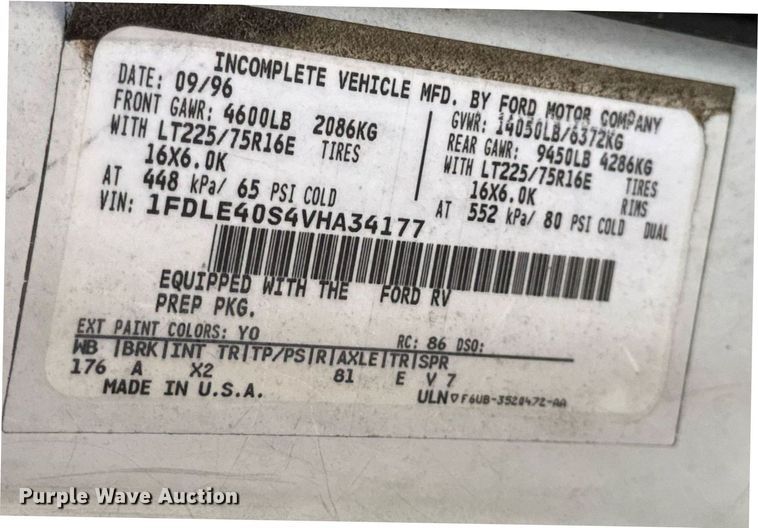 INCOMPLETE VEHICLE MFD. BY FORD MOTOR COMPANY
DATE: 09/96
FRONT GAWR: 4600LB 2086KG
WITH LT225/75R16E TIRES
16X6.0K
AT 448 kPa/ 65 PSI COLD
GVWR: 14050LB/6372KG
REAR GAWR: 9450LB 4286KG
WITH LT225/75R16E TIRES
16X6.0K RIMS
AT 552 kPa/ 80 PSI COLD DUAL
VIN: 1FDLE40S4VHA34177
EQUIPPED WITH THE FORD RV
PREP PKG.
EXT PAINT COLORS: YO RC: 86 DSO:
WB |BRK|INT TR|TP/PS|R|AXLE|TR|SPR
176 A X2 81 E V 7
MADE IN U.S.A.
ULN F6UB-3520472-AA
Purple Wave Auction